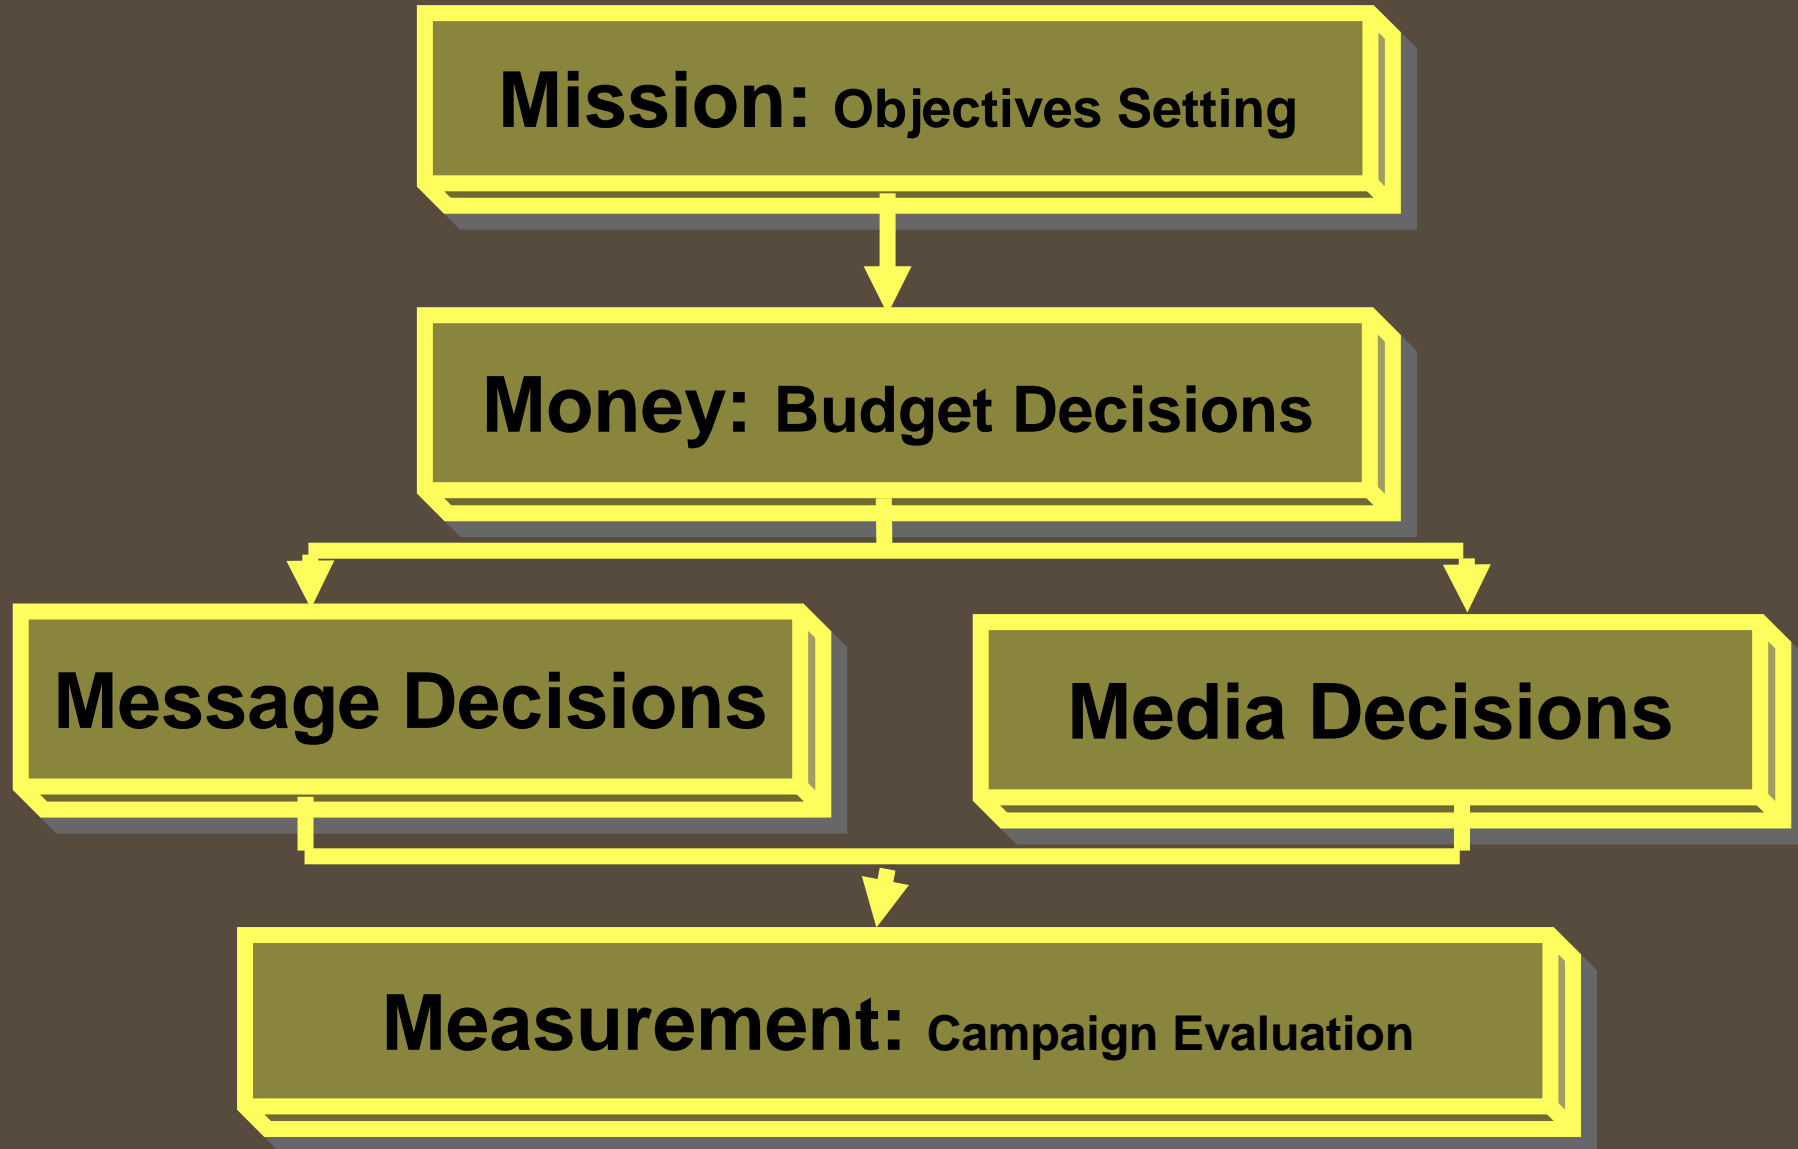 Mission: Objectives Setting
Money: Budget Decisions
Message Decisions
Media Decisions
Measurement: Campaign Evaluation